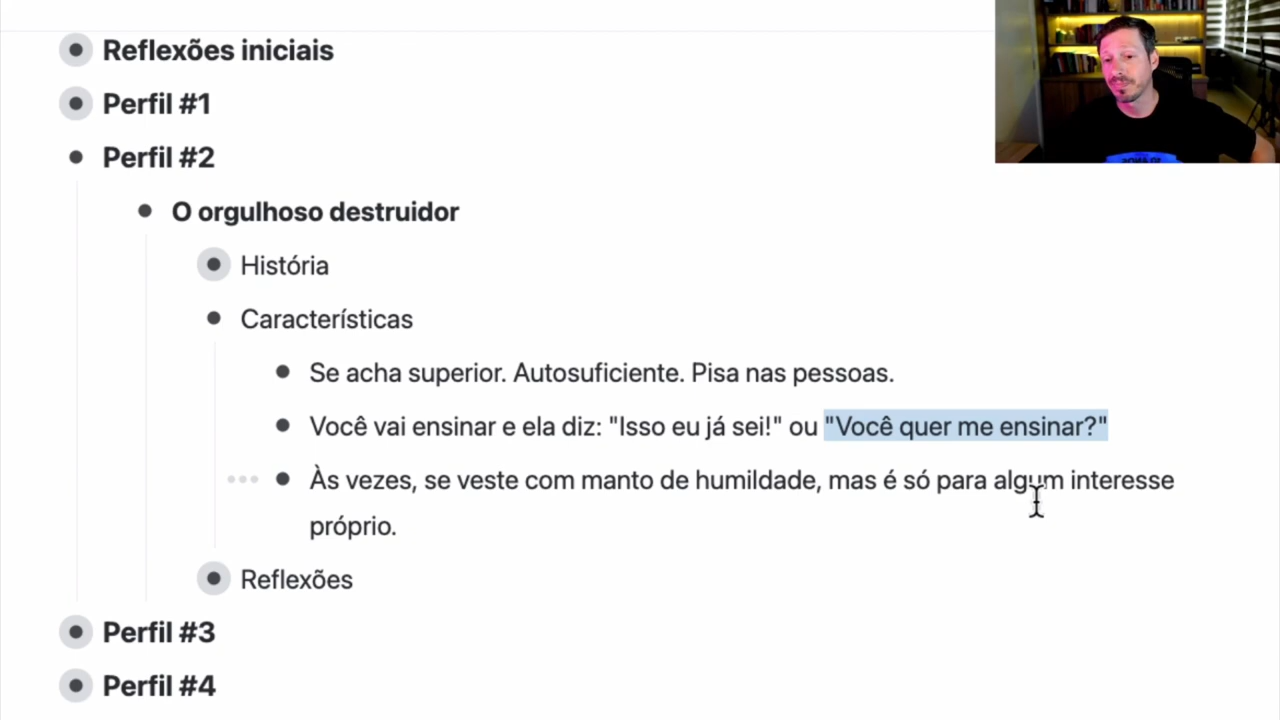 Reflexões iniciais
Perfil #1
Perfil #2
O orgulhoso destruidor
História
Características
Se acha superior. Autosuficiente. Pisa nas pessoas.
Você vai ensinar e ela diz: "Isso eu já sei!" ou "Você quer me ensinar?"
Às vezes, se veste com manto de humildade, mas é só para algum interesse
próprio.
Reflexões
Perfil #3
Perfil #4